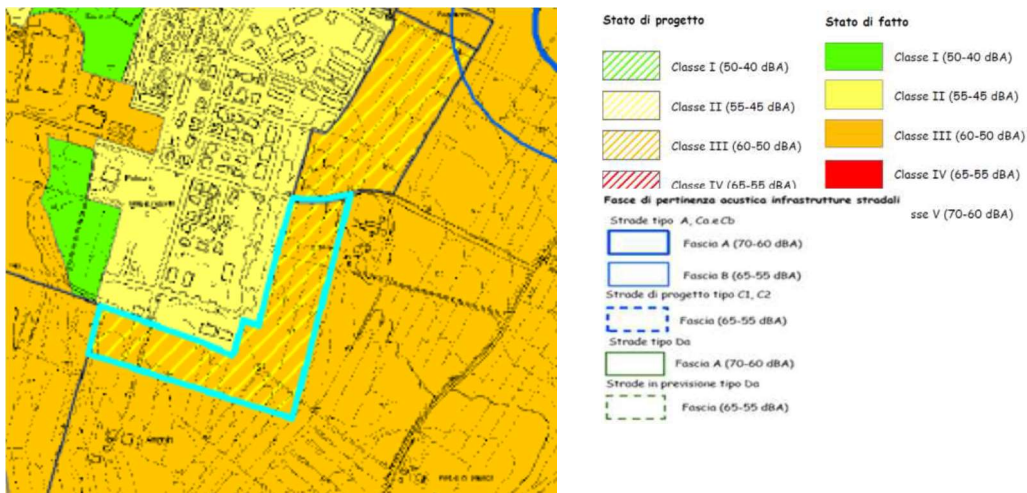 Stato di progetto
Classe I (50-40 dBA)
Classe II (55-45 dBA)
Classe III (60-50 dBA)
Classe IV (65-55 dBA)
Stato di fatto
Classe I (50-40 dBA)
Classe II (55-45 dBA)
Classe III (60-50 dBA)
Classe IV (65-55 dBA)
sse V (70-60 dBA)
Fasce di pertinenza acustica infrastrutture stradali
Strade tipo A, Ca e Cb
Fascia A (70-60 dBA)
Fascia B (65-55 dBA)
Strade di progetto tipo C1, C2
Fascia (65-55 dBA)
Strade tipo Da
Fascia A (70-60 dBA)
Strade in previsione tipo Da
Fascia (65-55 dBA)